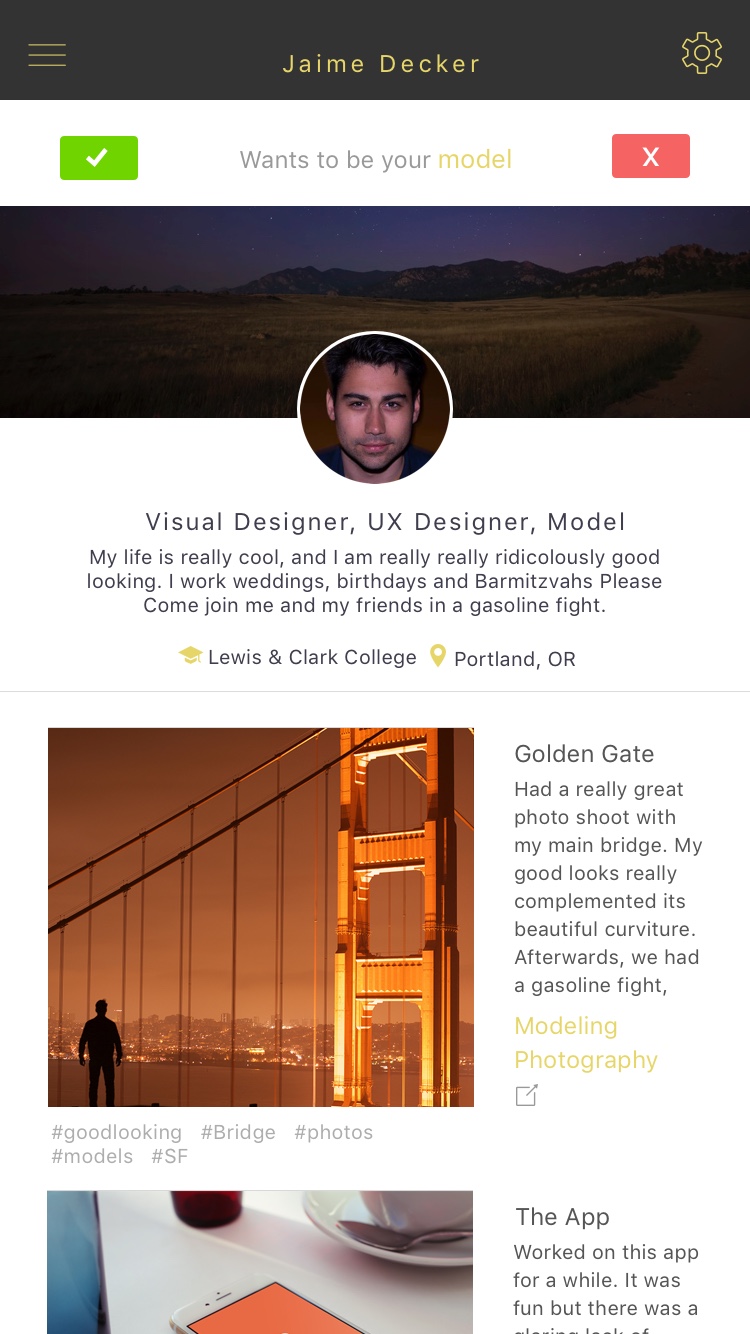 Jaime Decker
Wants to be your model
X
Visual Designer, UX Designer, Model
My life is really cool, and I am really really ridicolously good
looking. I work weddings, birthdays and Barmitzvahs Please
Come join me and my friends in a gasoline fight.
Lewis & Clark College
Portland, OR
Golden Gate
Had a really great
photo shoot with
my main bridge. My
good looks really
complemented its
beautiful curviture.
Afterwards, we had
a gasoline fight,
Modeling
Photography
#goodlooking #Bridge #photos
#models #SF
The App
Worked on this app
for a while. It was
fun but there was a
glaring lack of